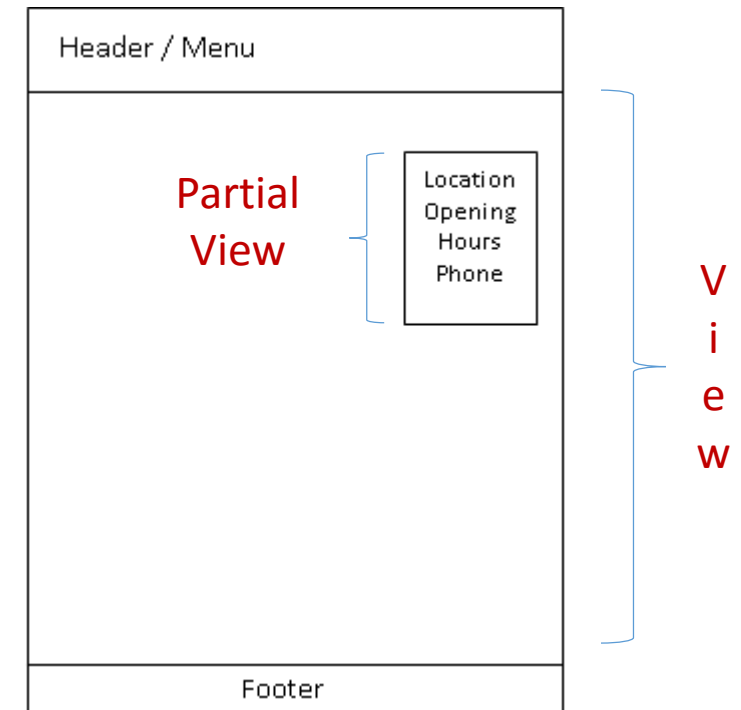 Header / Menu
Partial
View
Location
Opening
Hours
Phone
V
i
e
w
Footer